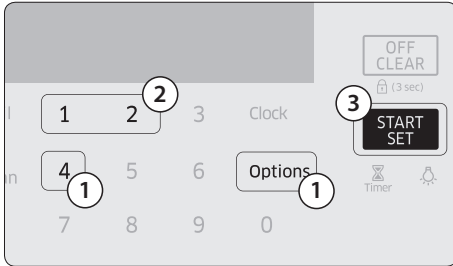 OFF
CLEAR
(3 sec)
1 2 2 3 Clock 3 START
SET
4 1 5 6 Options 1 Timer
7 8 9 0